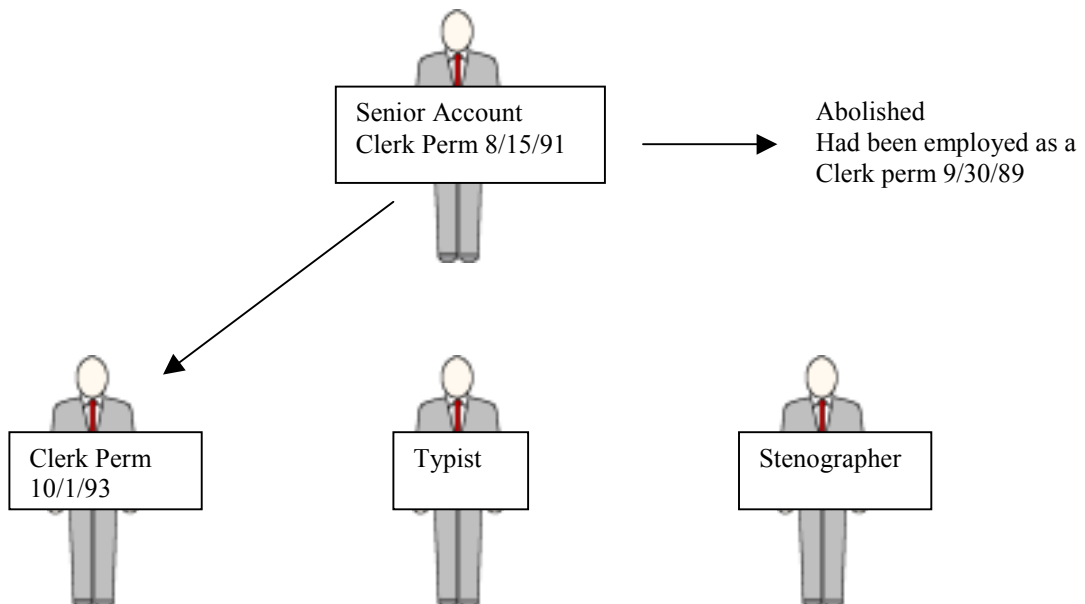 Senior Account
Clerk Perm 8/15/91
Abolished
Had been employed as a
Clerk perm 9/30/89
Clerk Perm
10/1/93
Typist
Stenographer